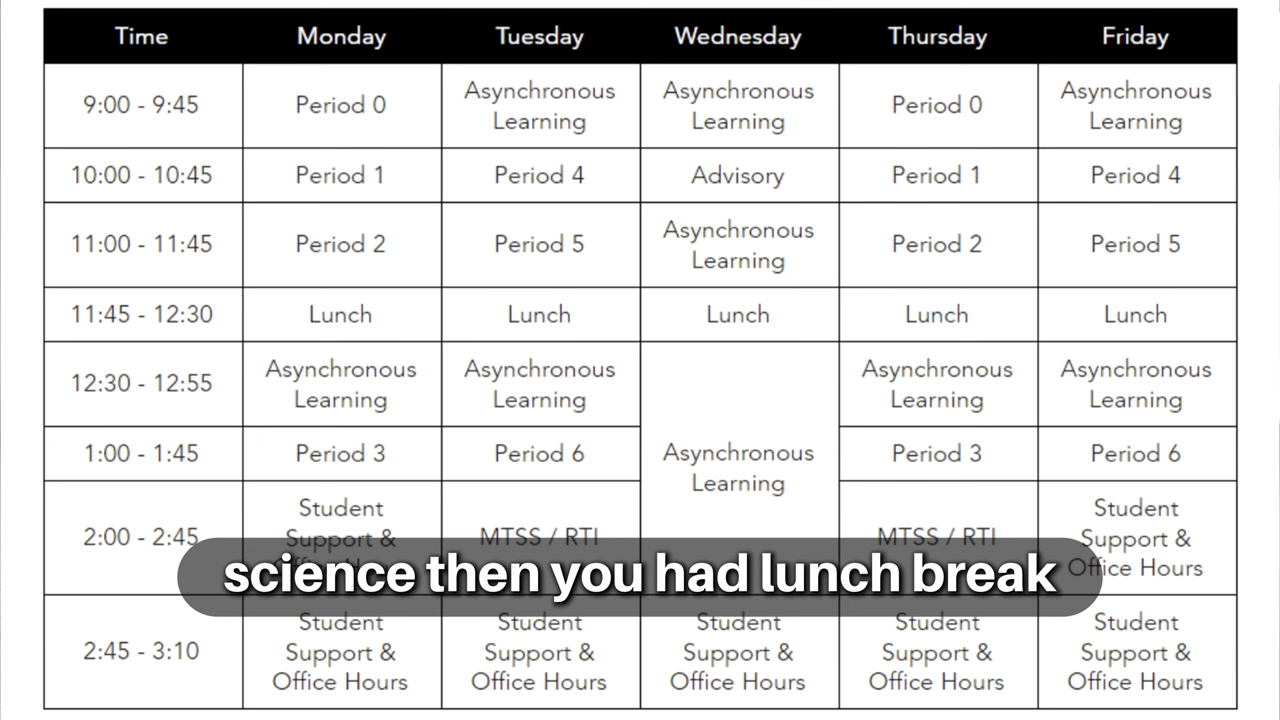 Time Monday Tuesday Wednesday Thursday Friday
9:00 - 9:45 Period 0 Asynchronous Learning Asynchronous Learning Period 0 Asynchronous Learning
10:00 - 10:45 Period 1 Period 4 Advisory Period 1 Period 4
11:00 - 11:45 Period 2 Period 5 Asynchronous Learning Period 2 Period 5
11:45 - 12:30 Lunch Lunch Lunch Lunch Lunch
12:30 - 12:55 Asynchronous Learning Asynchronous Learning Asynchronous Learning Asynchronous Learning
1:00 - 1:45 Period 3 Period 6 Asynchronous Learning Period 3 Period 6
2:00 - 2:45 Student Support & MTSS / RTI MTSS / RTI Student Support & Office Hours
science then you had lunch break
2:45 - 3:10 Student Support & Office Hours Student Support & Office Hours Student Support & Office Hours Student Support & Office Hours Student Support & Office Hours